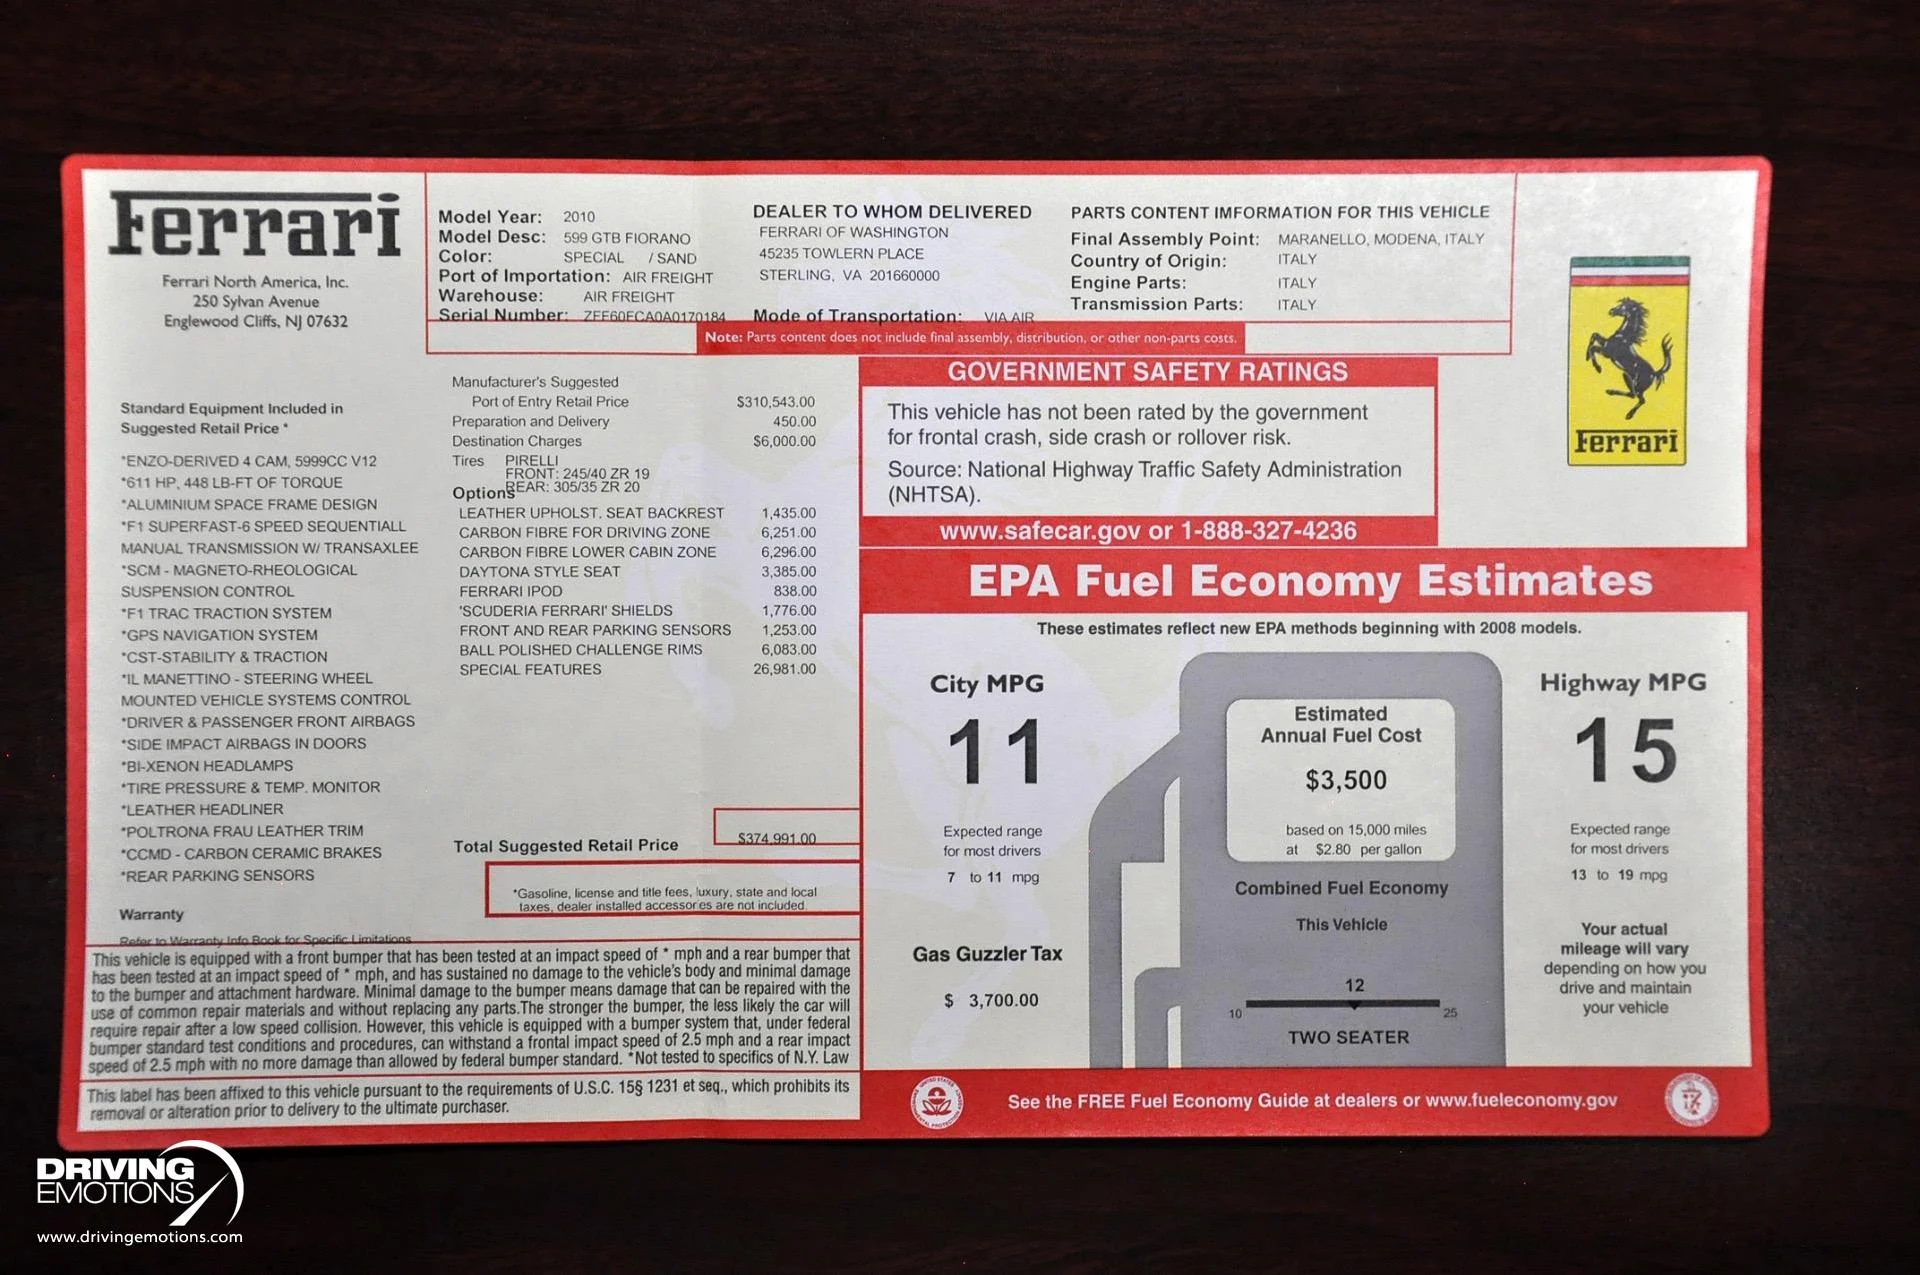 Ferrari
Ferrari North America, Inc.
250 Sylvan Avenue
Englewood Cliffs, NJ 07632
Model Year: 2010
Model Desc: 599 GTB FIORANO
Color: SPECIAL / SAND
Port of Importation: AIR FREIGHT
Warehouse: AIR FREIGHT
Serial Number: ZFF60FCA0A0170184
DEALER TO WHOM DELIVERED
FERRARI OF WASHINGTON
45235 TOWLERN PLACE
STERLING, VA 201660000
Mode of Transportation: VIA AIR
PARTS CONTENT IMFORMATION FOR THIS VEHICLE
Final Assembly Point: MARANELLO, MODENA, ITALY
Country of Origin: ITALY
Engine Parts: ITALY
Transmission Parts: ITALY
Note: Parts content does not include final assembly, distribution, or other non-parts costs.
Ferrari
Standard Equipment Included in
Suggested Retail Price *
*ENZO-DERIVED 4 CAM, 5999CC V12
*611 HP, 448 LB-FT OF TORQUE
*ALUMINIUM SPACE FRAME DESIGN
*F1 SUPERFAST-6 SPEED SEQUENTIALL
MANUAL TRANSMISSION W/ TRANSAXLEE
*SCM - MAGNETO-RHEOLOGICAL
SUSPENSION CONTROL
*F1 TRAC TRACTION SYSTEM
*GPS NAVIGATION SYSTEM
*CST-STABILITY & TRACTION
*IL MANETTINO - STEERING WHEEL
MOUNTED VEHICLE SYSTEMS CONTROL
*DRIVER & PASSENGER FRONT AIRBAGS
*SIDE IMPACT AIRBAGS IN DOORS
*BI-XENON HEADLAMPS
*TIRE PRESSURE & TEMP. MONITOR
*LEATHER HEADLINER
*POLTRONA FRAU LEATHER TRIM
*CCMD - CARBON CERAMIC BRAKES
*REAR PARKING SENSORS
Warranty
Refer to Warranty Info Book for Specific Limitations
Manufacturer's Suggested
Port of Entry Retail Price $310,543.00
Preparation and Delivery 450.00
Destination Charges $6,000.00
Tires PIRELLI
FRONT: 245/40 ZR 19
REAR: 305/35 ZR 20
Options
LEATHER UPHOLST. SEAT BACKREST 1,435.00
CARBON FIBRE FOR DRIVING ZONE 6,251.00
CARBON FIBRE LOWER CABIN ZONE 6,296.00
DAYTONA STYLE SEAT 3,385.00
FERRARI IPOD 838.00
'SCUDERIA FERRARI' SHIELDS 1,776.00
FRONT AND REAR PARKING SENSORS 1,253.00
BALL POLISHED CHALLENGE RIMS 6,083.00
SPECIAL FEATURES 26,981.00
Total Suggested Retail Price $374,991.00
*Gasoline, license and title fees, luxury, state and local
taxes, dealer installed accessories are not included.
This vehicle is equipped with a front bumper that has been tested at an impact speed of * mph and a rear bumper that
has been tested at an impact speed of * mph, and has sustained no damage to the vehicle's body and minimal damage
to the bumper and attachment hardware. Minimal damage to the bumper means damage that can be repaired with the
use of common repair materials and without replacing any parts.The stronger the bumper, the less likely the car will
require repair after a low speed collision. However, this vehicle is equipped with a bumper system that, under federal
bumper standard test conditions and procedures, can withstand a frontal impact speed of 2.5 mph and a rear impact
speed of 2.5 mph with no more damage than allowed by federal bumper standard. *Not tested to specifics of N.Y. Law
This label has been affixed to this vehicle pursuant to the requirements of U.S.C. 15§ 1231 et seq., which prohibits its
removal or alteration prior to delivery to the ultimate purchaser.
GOVERNMENT SAFETY RATINGS
This vehicle has not been rated by the government
for frontal crash, side crash or rollover risk.
Source: National Highway Traffic Safety Administration
(NHTSA).
www.safecar.gov or 1-888-327-4236
EPA Fuel Economy Estimates
These estimates reflect new EPA methods beginning with 2008 models.
City MPG
11
Expected range
for most drivers
7 to 11 mpg
Gas Guzzler Tax
$ 3,700.00
Estimated
Annual Fuel Cost
$3,500
based on 15,000 miles
at $2.80 per gallon
Combined Fuel Economy
This Vehicle
12
10 25
TWO SEATER
Highway MPG
15
Expected range
for most drivers
13 to 19 mpg
Your actual
mileage will vary
depending on how you
drive and maintain
your vehicle
See the FREE Fuel Economy Guide at dealers or www.fueleconomy.gov
DRIVING
EMOTIONS
www.drivingemotions.com